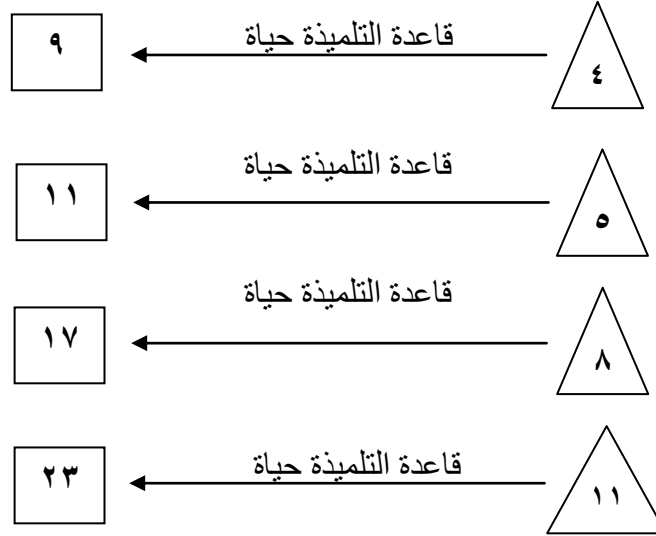 ٤ قاعدة التلميذة حياة ٩
٥ قاعدة التلميذة حياة ١١
٨ قاعدة التلميذة حياة ١٧
١١ قاعدة التلميذة حياة ٢٣